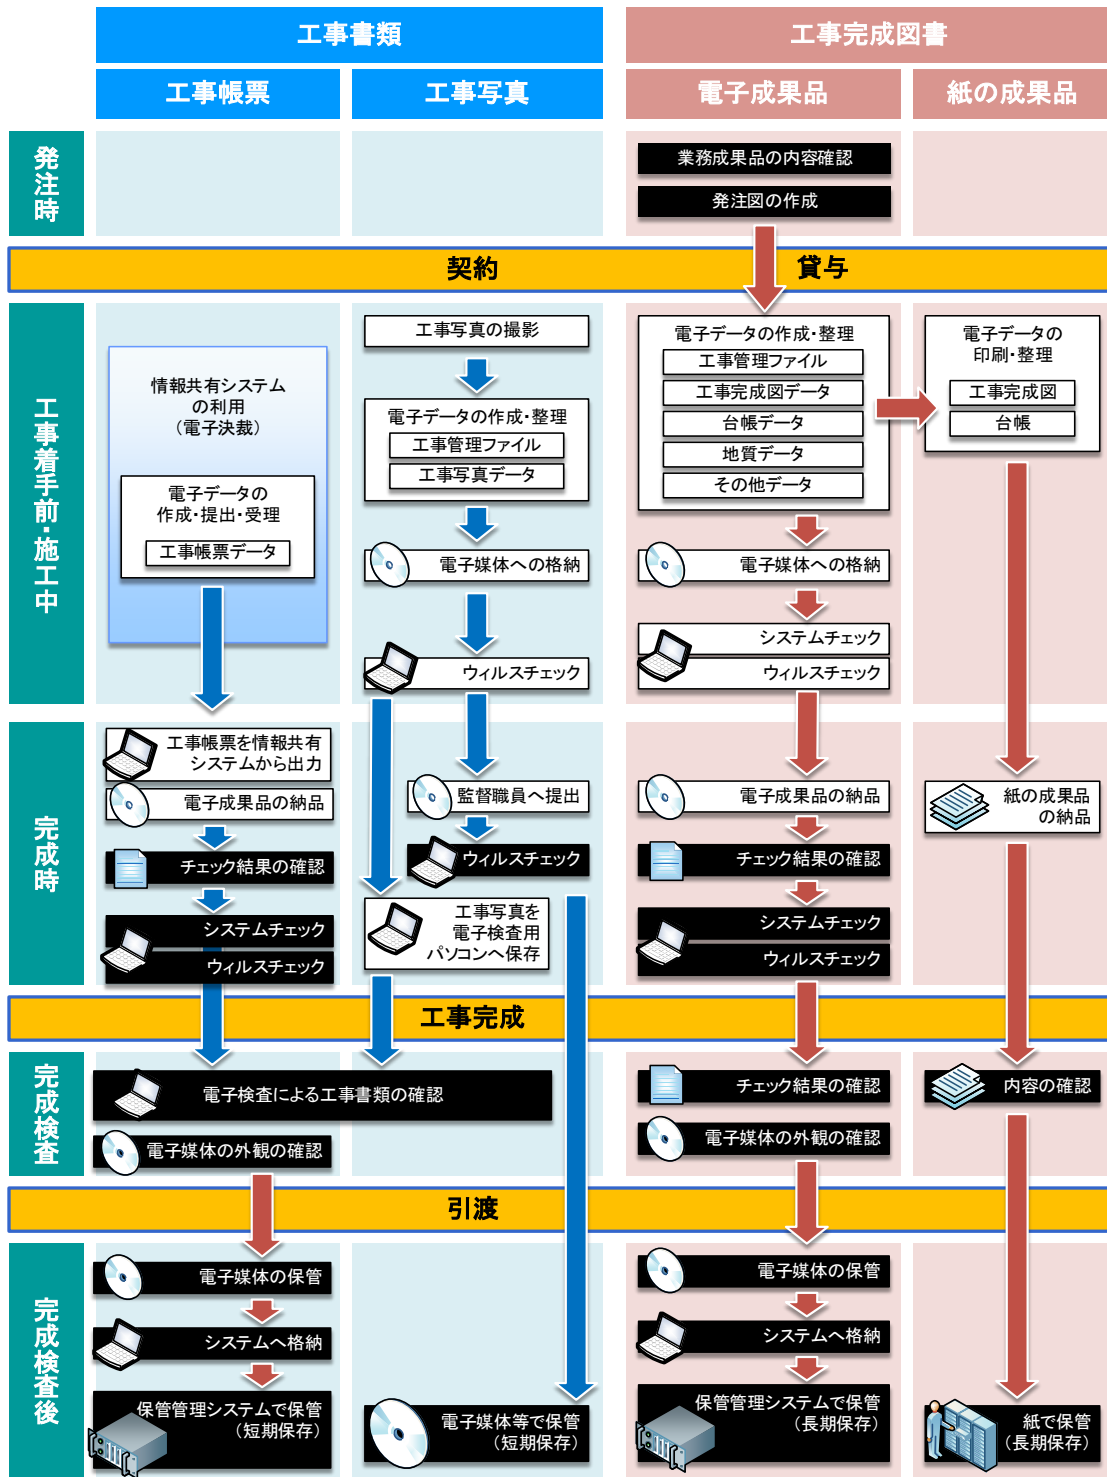 工事書類
工事完成図書
工事帳票
工事写真
電子成果品
紙の成果品
発注時
業務成果品の内容確認
発注図の作成
契約
貸与
工事着手前・施工中
情報共有システム
の利用
（電子決裁）
電子データの
作成・提出・受理
工事帳票データ
工事写真の撮影
電子データの作成・整理
工事管理ファイル
工事写真データ
電子媒体への格納
ウィルスチェック
電子データの作成・整理
工事管理ファイル
工事完成図データ
台帳データ
地質データ
その他データ
電子媒体への格納
システムチェック
ウィルスチェック
電子データの
印刷・整理
工事完成図
台帳
完成時
工事帳票を情報共有
システムから出力
電子成果品の納品
チェック結果の確認
システムチェック
ウィルスチェック
監督職員へ提出
ウィルスチェック
工事写真を
電子検査用
パソコンへ保存
電子成果品の納品
チェック結果の確認
システムチェック
ウィルスチェック
紙の成果品
の納品
工事完成
完成検査
電子検査による工事書類の確認
電子媒体の外観の確認
チェック結果の確認
電子媒体の外観の確認
内容の確認
引渡
完成検査後
電子媒体の保管
システムへ格納
保管管理システムで保管
（短期保存）
電子媒体等で保管
（短期保存）
電子媒体の保管
システムへ格納
保管管理システムで保管
（長期保存）
紙で保管
（長期保存）